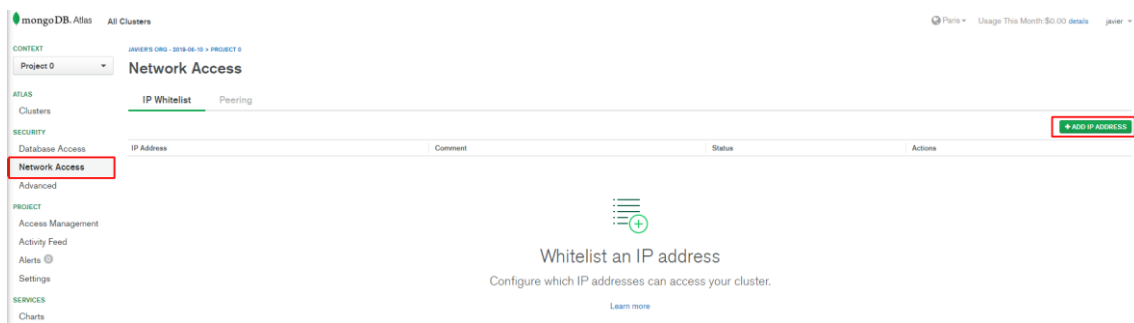 mongoDB. Atlas All Clusters Paris Usage This Month:$0.00 details javier
CONTEXT
Project 0
ATLAS
Clusters
SECURITY
Database Access
Network Access
Advanced
PROJECT
Access Management
Activity Feed
Alerts 0
Settings
SERVICES
Charts
JAVIER'S ORG - 2019-06-10 > PROJECT 0
Network Access
IP Whitelist Peering
+ ADD IP ADDRESS
IP Address Comment Status Actions
Whitelist an IP address
Configure which IP addresses can access your cluster.
Learn more